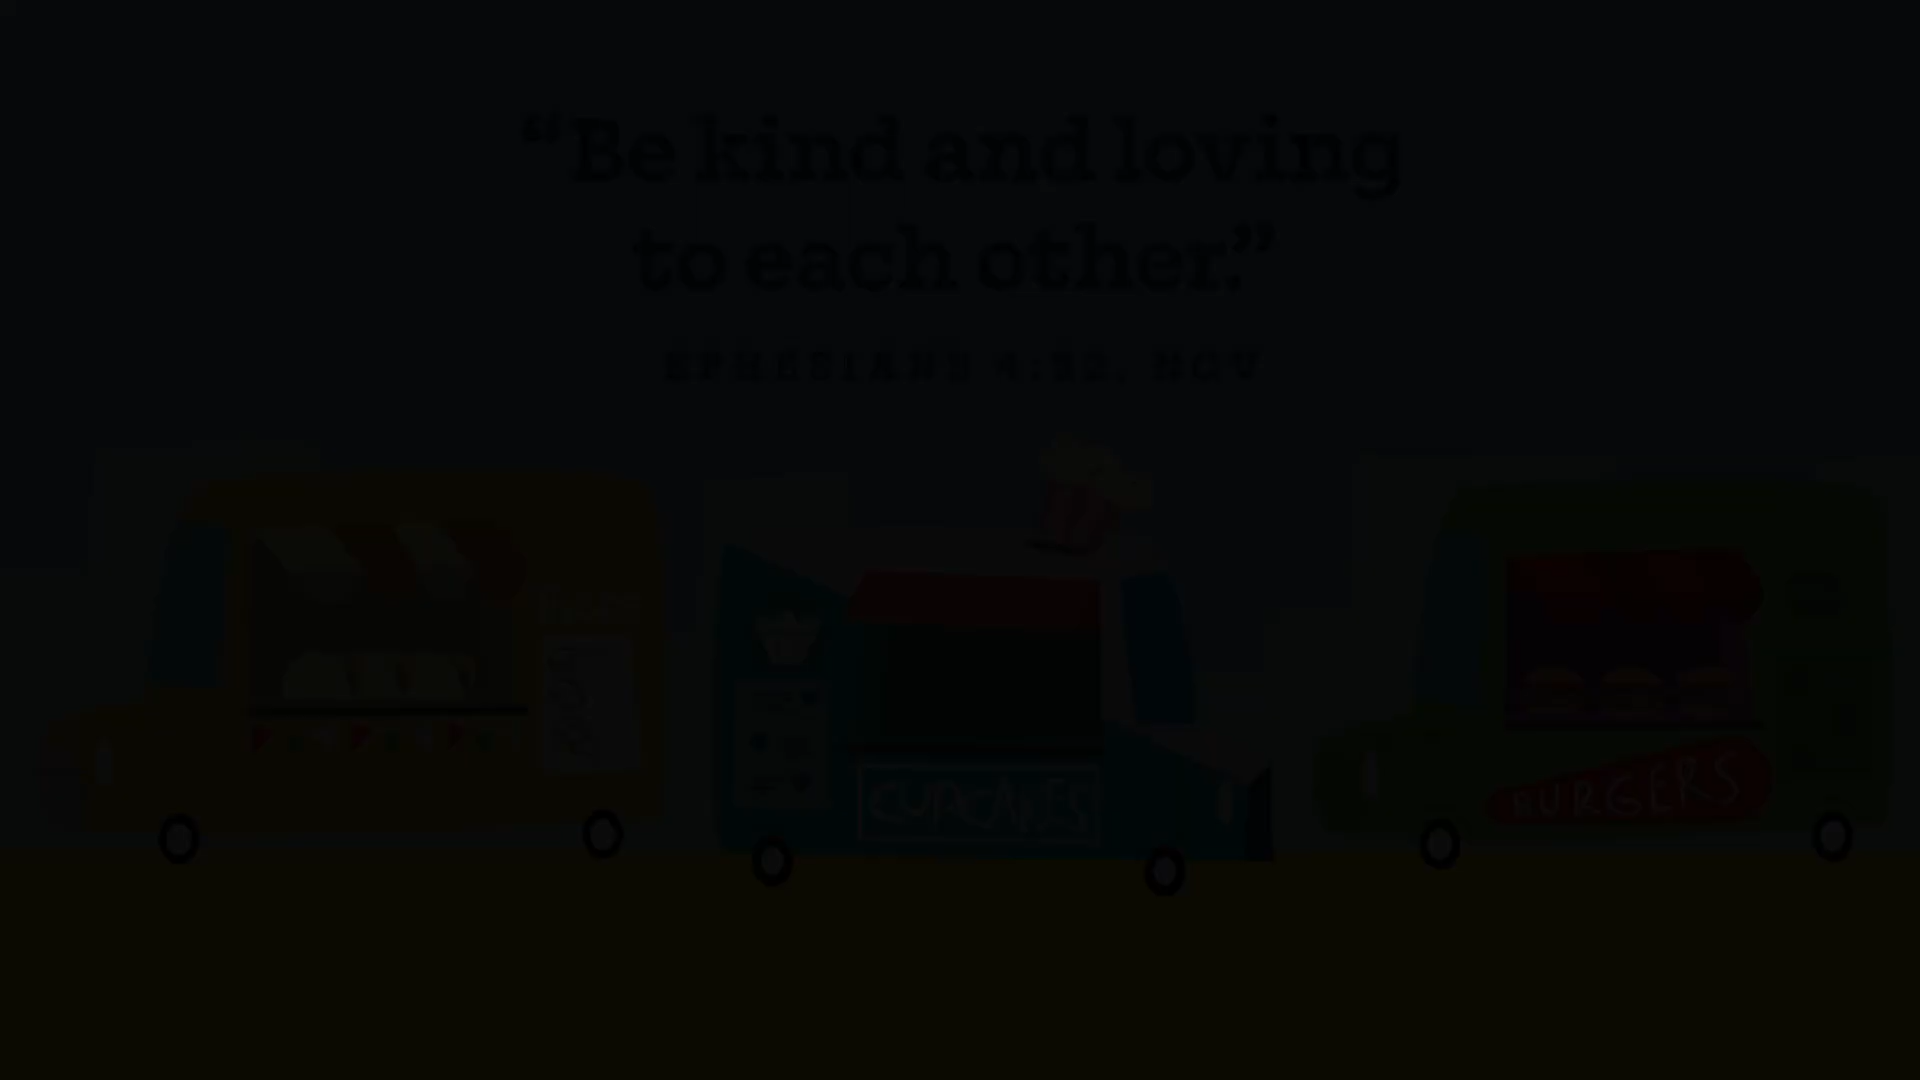 “Be kind and loving
to each other.”
EPHESIANS 4:32, NCV
CUPCAKES
BURGERS